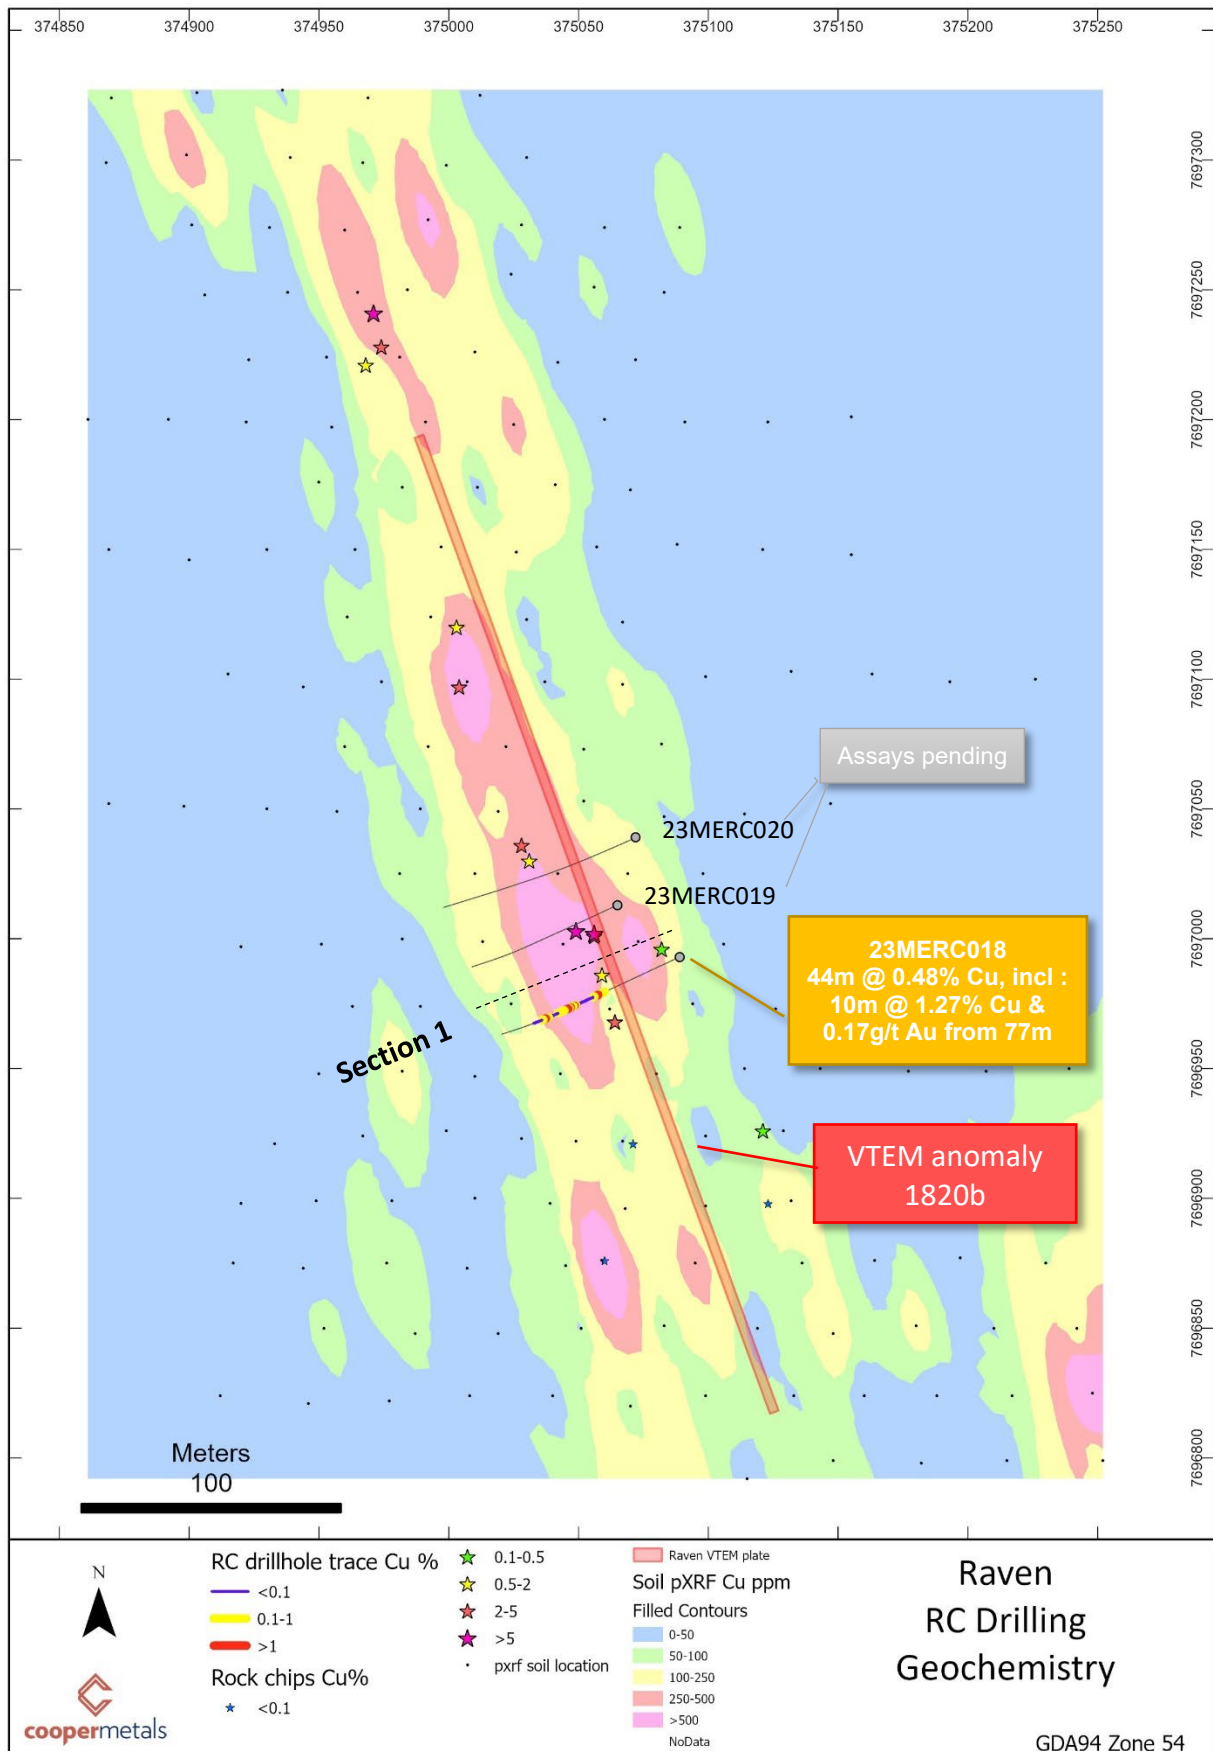 374850 374900 374950 375000 375050 375100 375150 375200 375250
7697300
7697250
7697200
7697150
7697100
7697050
7697000
7696950
7696900
7696850
7696800
Assays pending
23MERC020
23MERC019
23MERC018
44m @ 0.48% Cu, incl :
10m @ 1.27% Cu &
0.17g/t Au from 77m
Section 1
VTEM anomaly
1820b
Meters
100
N
coopermetals
RC drillhole trace Cu %
<0.1
0.1-1
>1
Rock chips Cu%
<0.1
0.1-0.5
0.5-2
2-5
>5
pxrf soil location
Raven VTEM plate
Soil pXRF Cu ppm
Filled Contours
0-50
50-100
100-250
250-500
>500
NoData
Raven
RC Drilling
Geochemistry
GDA94 Zone 54